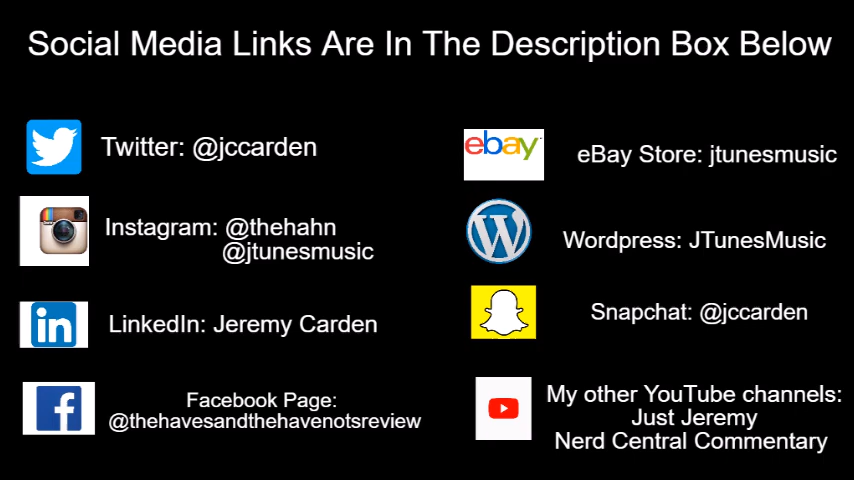 Social Media Links Are In The Description Box Below
Twitter: @jccarden
Instagram: @thehahn
@jtunesmusic
in LinkedIn: Jeremy Carden
f
Facebook Page:
@thehavesandthehavenotsreview
ebay
eBay Store: jtunesmusic
W
Wordpress: JTunesMusic
Snapchat: @jccarden
My other YouTube channels:
Just Jeremy
Nerd Central Commentary